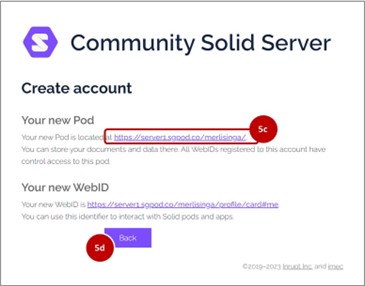 Community Solid Server
Create account
Your new Pod
Your new Pod is located at https://server1.sgpod.co/merlisinga/.
5c
You can store your documents and data there. All WebIDs registered to this account have
control access to this pod.
Your new WebID
Your new WebID is https://server1.sgpod.co/merlisinga/profile/card#me.
You can use this identifier to interact with Solid pods and apps.
5d
Back
©2019–2023 Inrupt Inc. and imec